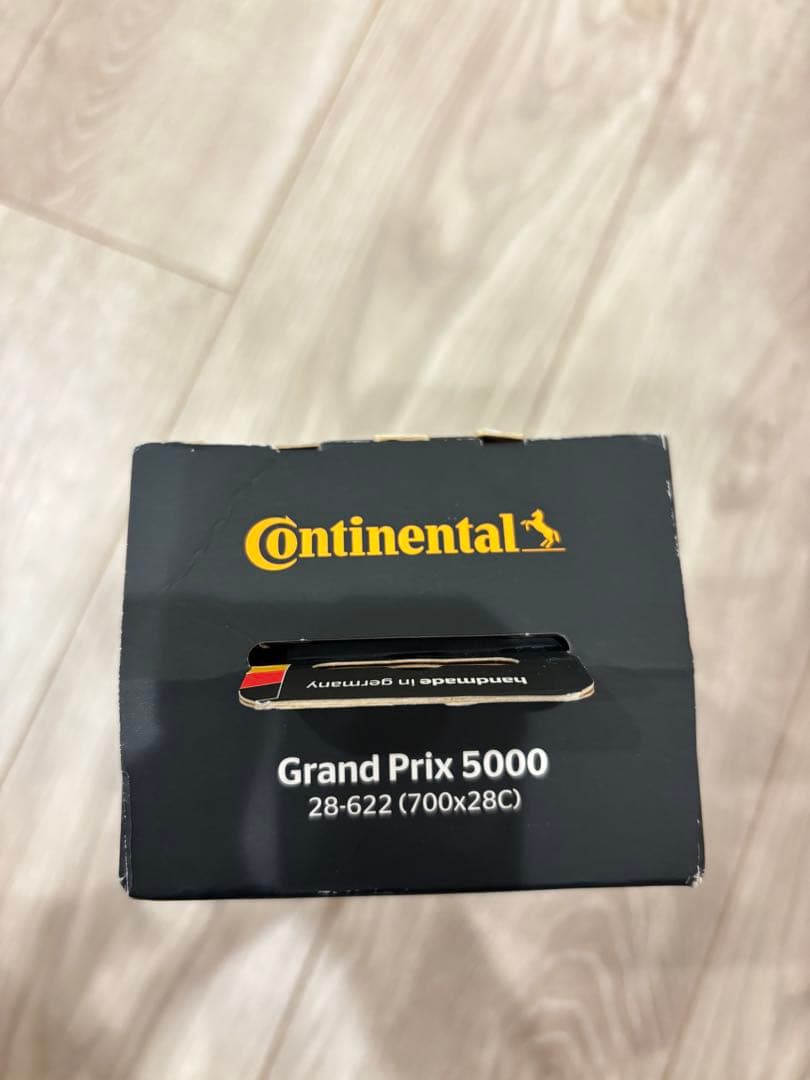 Continental
handmade in germany
Grand Prix 5000
28-622 (700x28C)